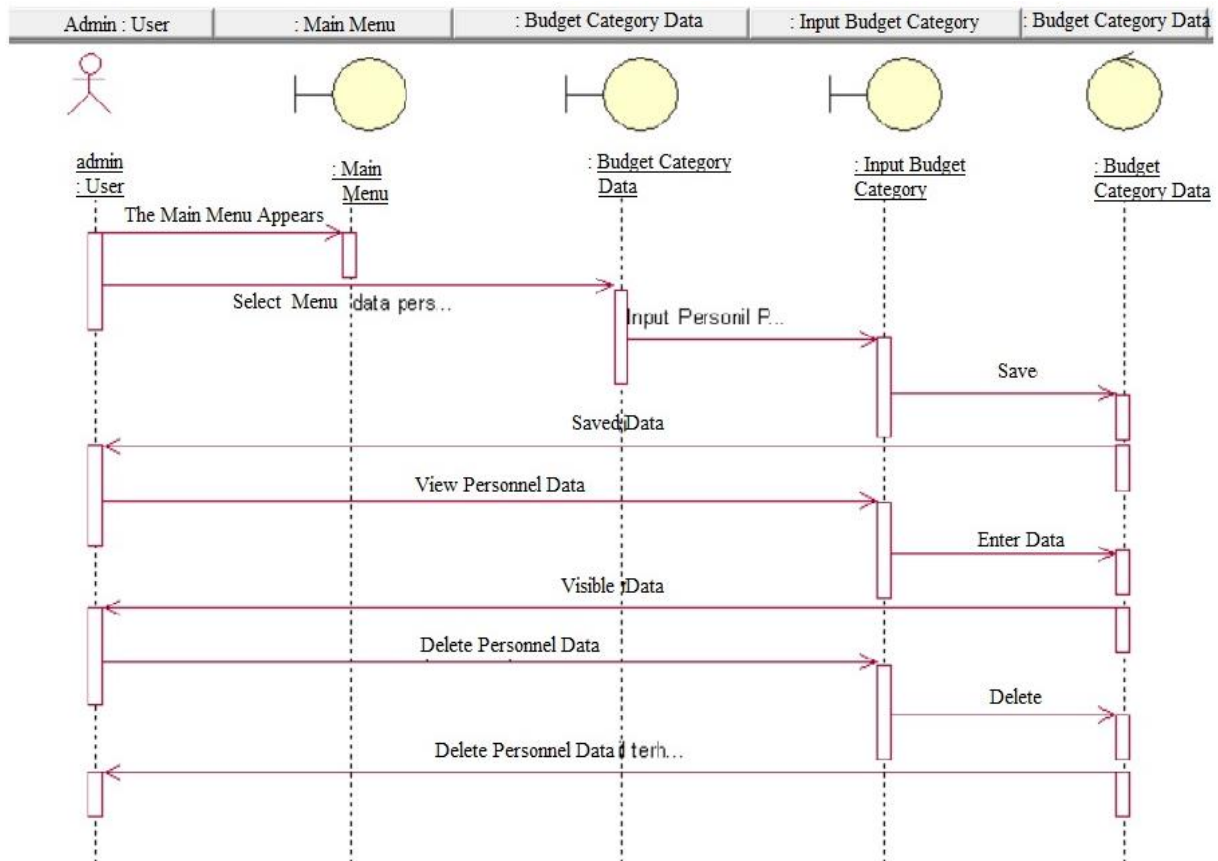 Admin : User
: Main Menu
: Budget Category Data
: Input Budget Category
: Budget Category Data
admin
: User
: Main
Menu
: Budget Category
Data
: Input Budget
Category
: Budget
Category Data
The Main Menu Appears
Select Menu data pers...
Input Personil P...
Save
Saved Data
View Personnel Data
Enter Data
Visible Data
Delete Personnel Data
Delete
Delete Personnel Data terh...